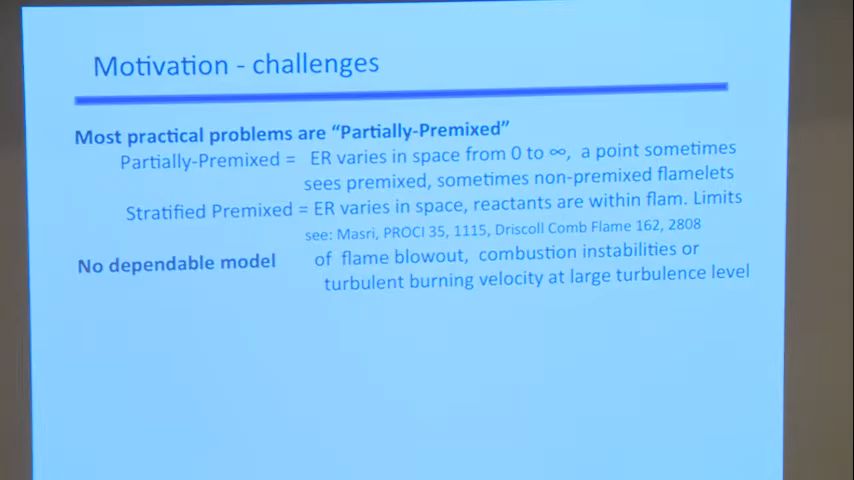 Motivation - challenges
Most practical problems are “Partially-Premixed”
Partially-Premixed = ER varies in space from 0 to ∞, a point sometimes
sees premixed, sometimes non-premixed flamelets
Stratified Premixed = ER varies in space, reactants are within flam. Limits
see: Masri, PROCI 35, 1115, Driscoll Comb Flame 162, 2808
No dependable model of flame blowout, combustion instabilities or
turbulent burning velocity at large turbulence level